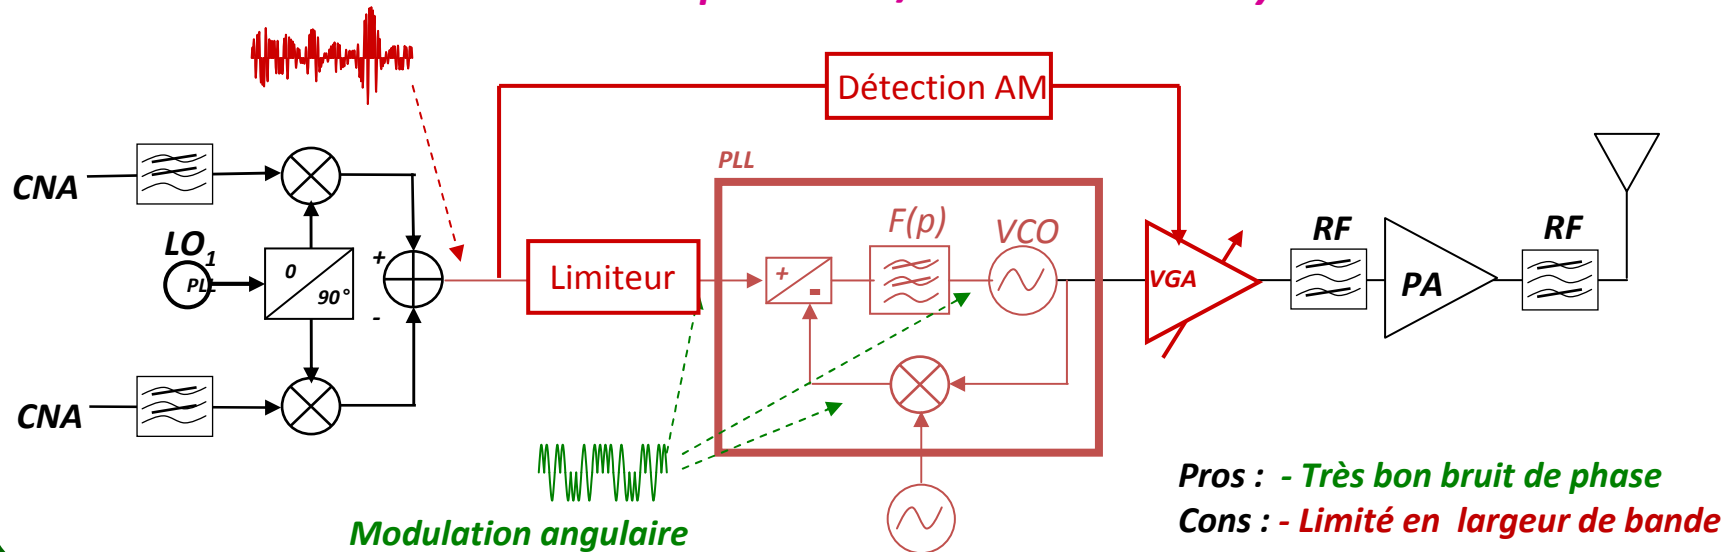 Détection AM
PLL
CNA
F(p)
VCO
RF
RF
LO1
PLL
0
90°
+
-
Limiteur
+
-
VGA
PA
CNA
Modulation angulaire
Pros : - Très bon bruit de phase
Cons : - Limité en largeur de bande